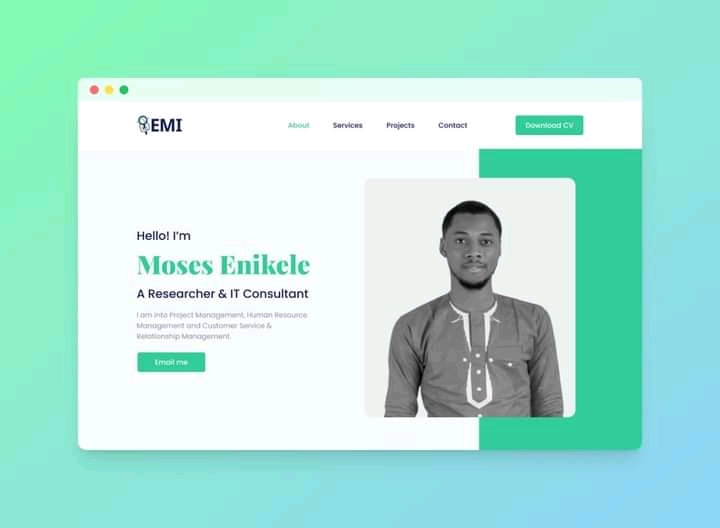 EMI
About
Services
Projects
Contact
Download CV
Hello! I'm
Moses Enikele
A Researcher & IT Consultant
I am into Project Management, Human Resource
Management and Customer Service &
Relationship Management.
Email me